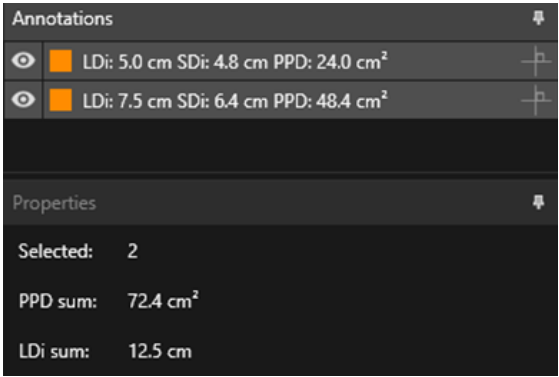 Annotations
LDi: 5.0 cm SDi: 4.8 cm PPD: 24.0 cm²
LDi: 7.5 cm SDi: 6.4 cm PPD: 48.4 cm²
Properties
Selected: 2
PPD sum: 72.4 cm²
LDi sum: 12.5 cm